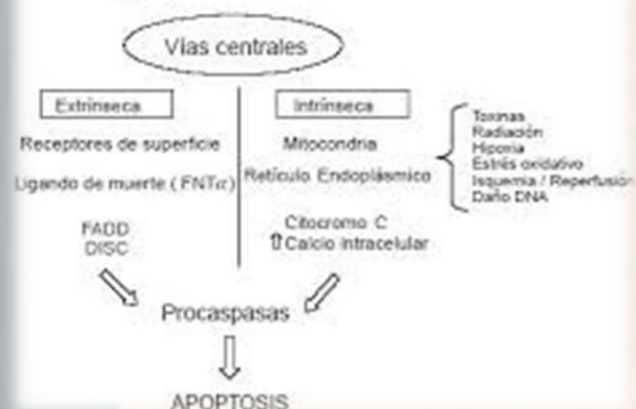 Vías centrales
Extrínseca
Receptores de superficie
Ligando de muerte (FNTα)
FADD
DISC
Intrínseca
Mitocondria
Retículo Endoplásmico
Citocromo C
⇧Calcio intracelular
Toxinas
Radiación
Hipoxia
Estrés oxidativo
Isquemia / Reperfusión
Daño DNA
Procaspasas
APOPTOSIS